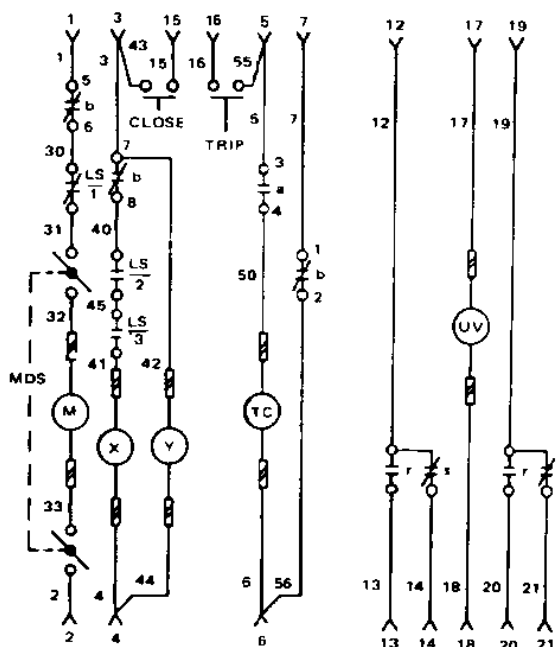 1 3 15 16 5 7 12 17 19
43
1 3 15 16 55
5
b CLOSE
6 TRIP 5 7 12 17 19
30 7 3
LS b a
1 8 4
31 40 1
LS 50 b
2 2
45
32 LS UV
3
41 42
MDS
M TC
X Y
r s r
33
44 6 56 13 14 18 20 21
2 4
2 4 6 13 14 18 20 21